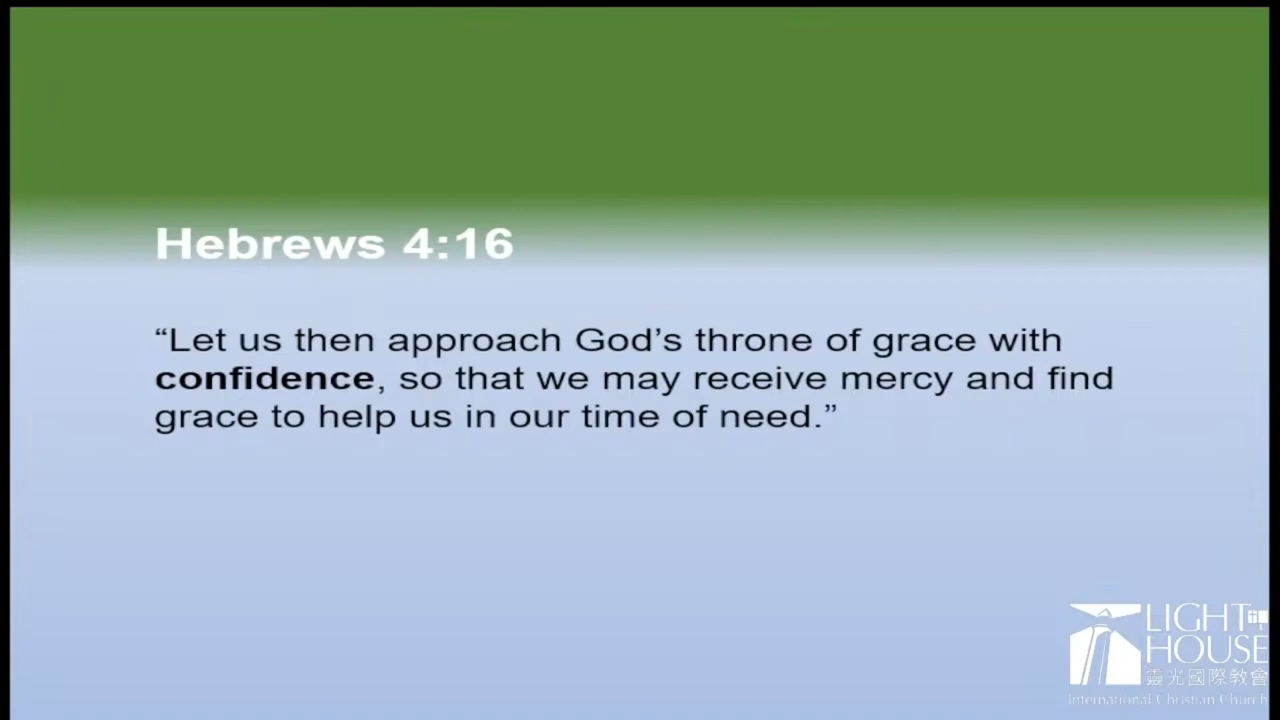 Hebrews 4:16
“Let us then approach God’s throne of grace with
confidence, so that we may receive mercy and find
grace to help us in our time of need.”
LIGHT
HOUSE
靈光國際教會
International Christian Church